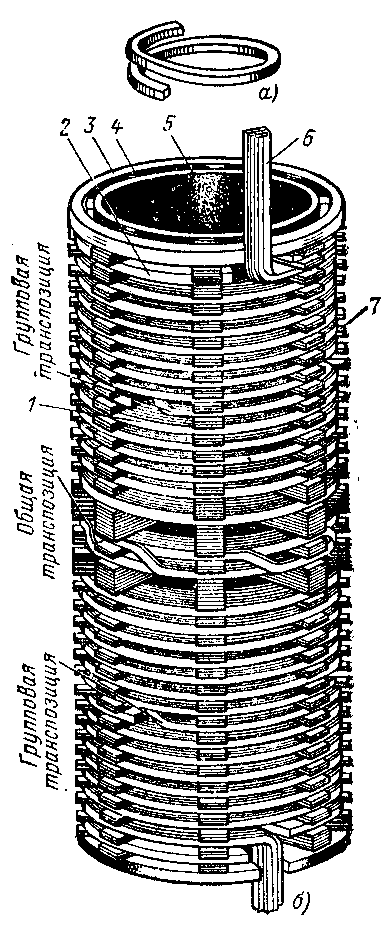 а)
2 3 4 5 6
Групповая
транспозиция
7
1
Общая
транспозиция
Групповая
транспозиция
б)